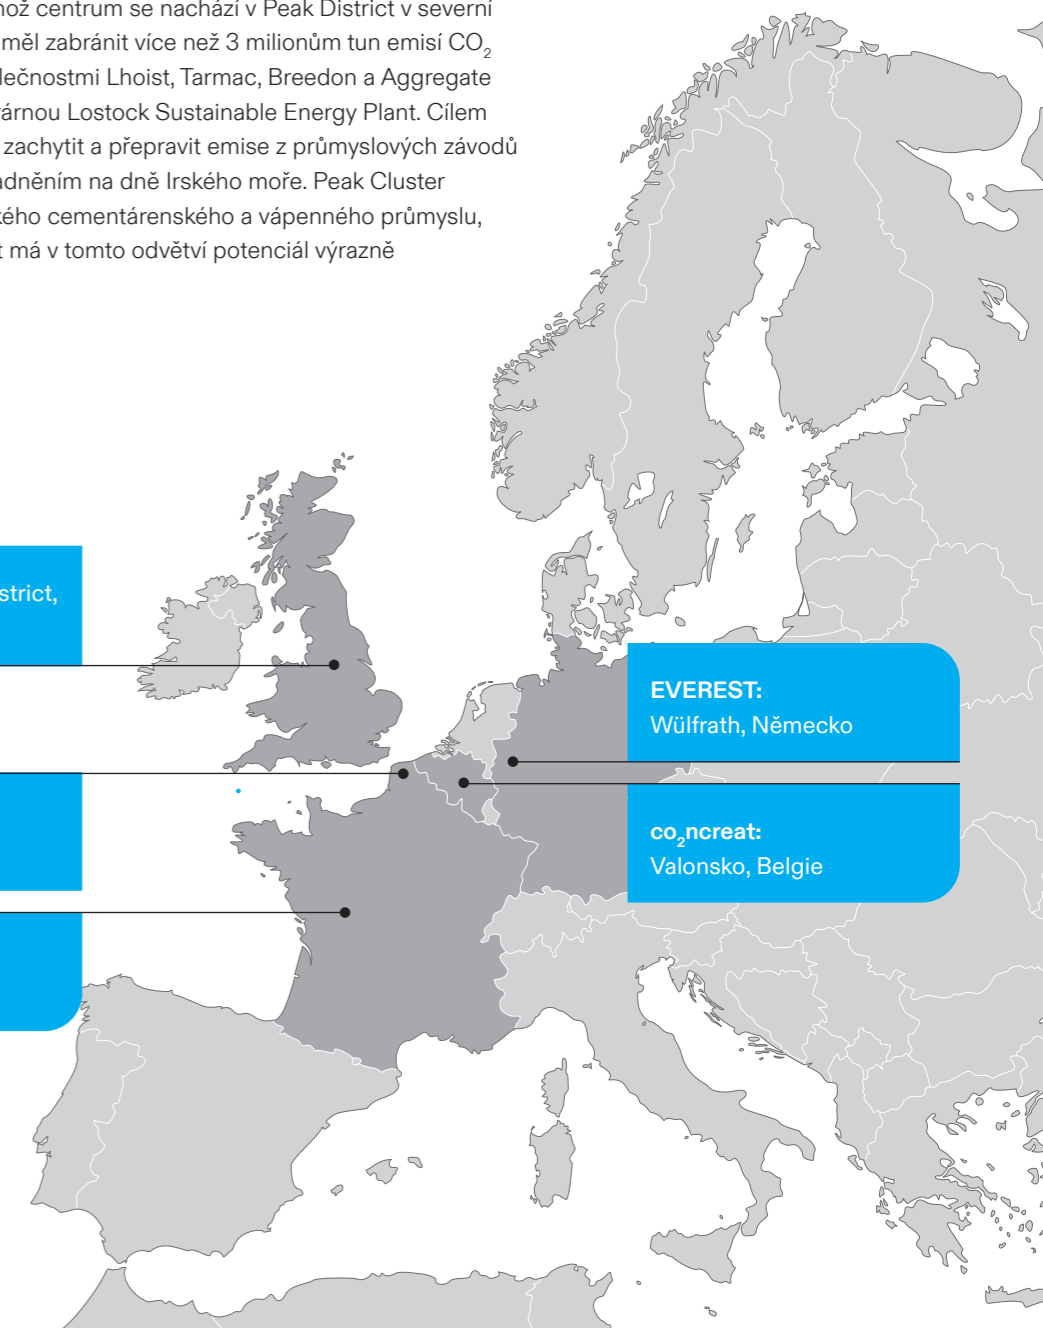 nož centrum se nachází v Peak District v severní
měl zabránit více než 3 milionům tun emisí CO₂
lečnostmi Lhoist, Tarmac, Breedon a Aggregate
rárnou Lostock Sustainable Energy Plant. Cílem
zachytit a přepravit emise z průmyslových závodů
adněním na dně Irského moře. Peak Cluster
kého cementárenského a vápenného průmyslu,
t má v tomto odvětví potenciál výrazně
strict,
EVEREST:
Wülfrath, Německo
co₂ncreat:
Valonsko, Belgie